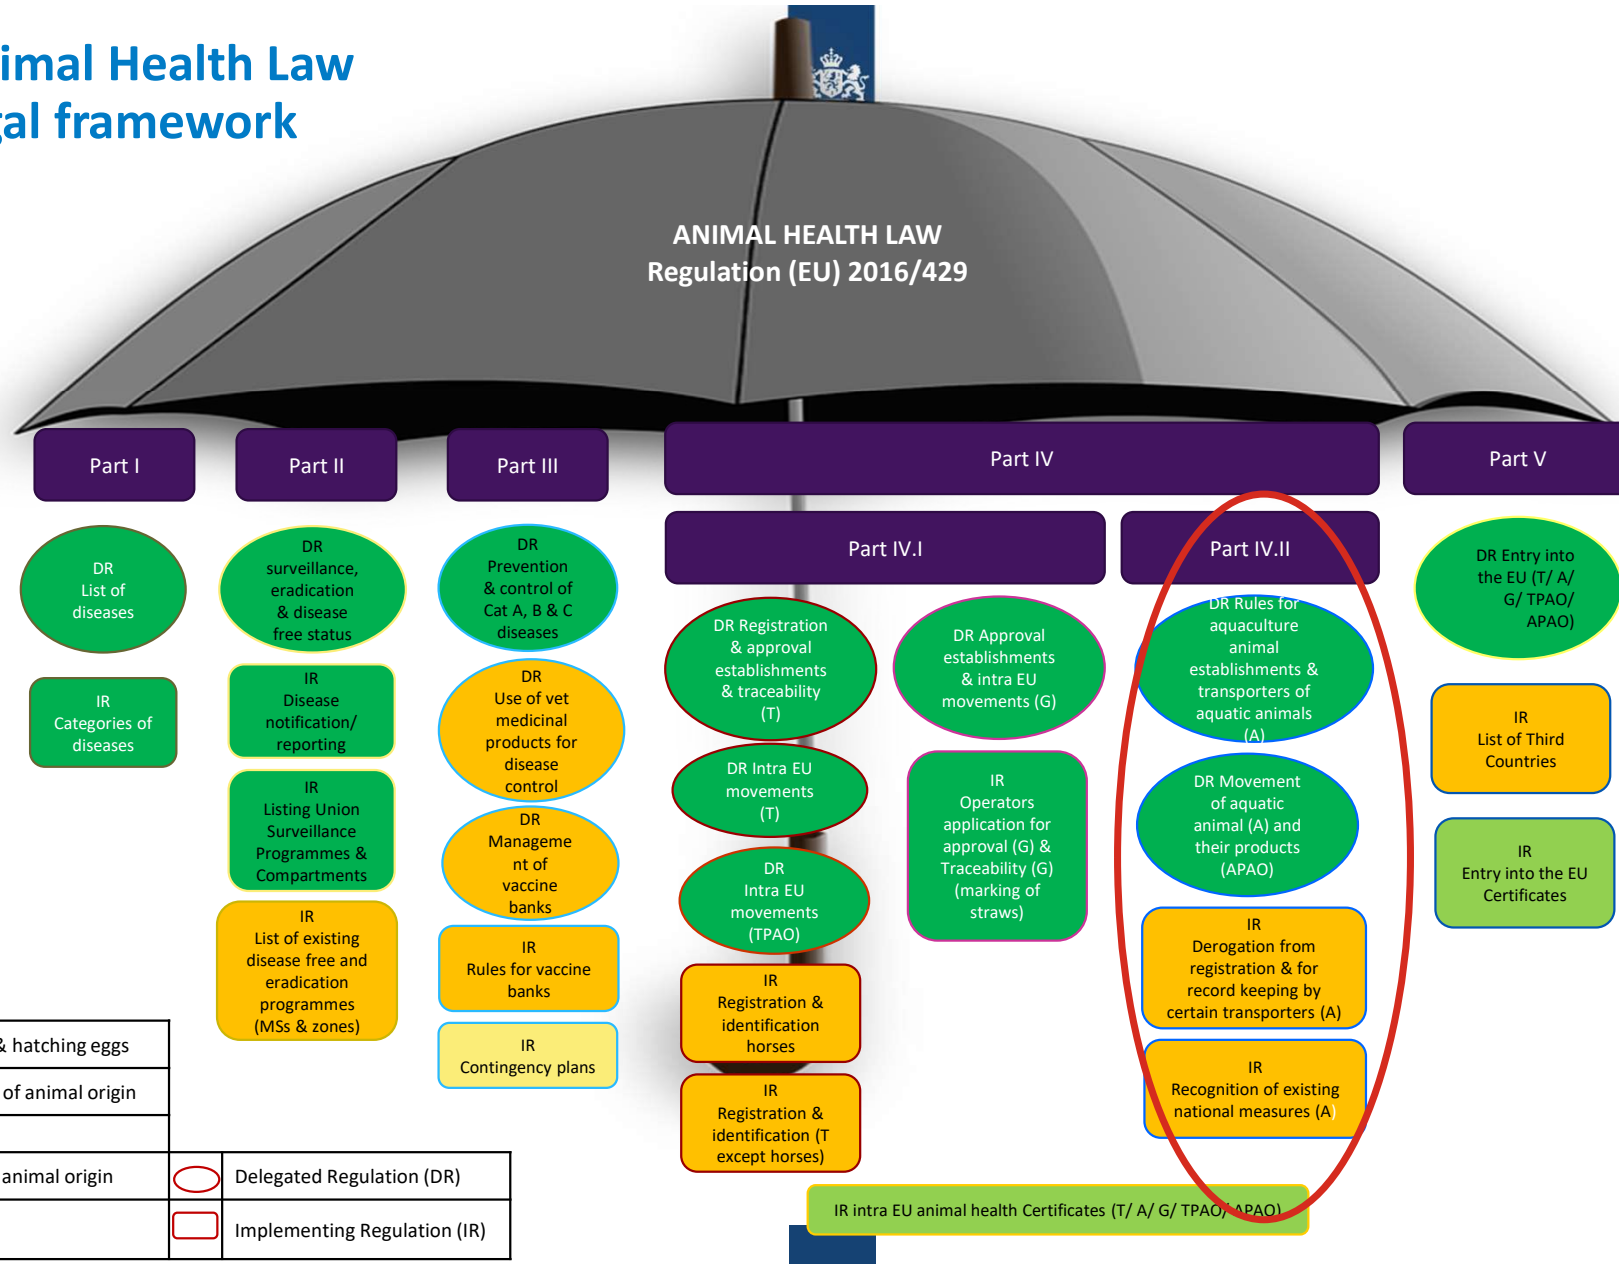 imal Health Law
gal framework
ANIMAL HEALTH LAW
Regulation (EU) 2016/429
Part I
Part II
Part III
Part IV
Part V
Part IV.I
Part IV.II
DR
List of
diseases
IR
Categories of
diseases
DR
surveillance,
eradication
& disease
free status
IR
Disease
notification/
reporting
IR
Listing Union
Surveillance
Programmes &
Compartments
IR
List of existing
disease free and
eradication
programmes
(MSs & zones)
DR
Prevention
& control of
Cat A, B & C
diseases
DR
Use of vet
medicinal
products for
disease
control
DR
Manageme
nt of
vaccine
banks
IR
Rules for vaccine
banks
IR
Contingency plans
DR Registration
& approval
establishments
& traceability
(T)
DR Intra EU
movements
(T)
DR
Intra EU
movements
(TPAO)
IR
Registration &
identification
horses
IR
Registration &
identification (T
except horses)
DR Approval
establishments
& intra EU
movements (G)
IR
Operators
application for
approval (G) &
Traceability (G)
(marking of
straws)
DR Rules for
aquaculture
animal
establishments &
transporters of
aquatic animals
(A)
DR Movement
of aquatic
animal (A) and
their products
(APAO)
IR
Derogation from
registration & for
record keeping by
certain transporters (A)
IR
Recognition of existing
national measures (A)
DR Entry into
the EU (T/ A/
G/ TPAO/
APAO)
IR
List of Third
Countries
IR
Entry into the EU
Certificates
IR intra EU animal health Certificates (T/ A/ G/ TPAO/ APAO)
& hatching eggs
of animal origin
animal origin
Delegated Regulation (DR)
Implementing Regulation (IR)